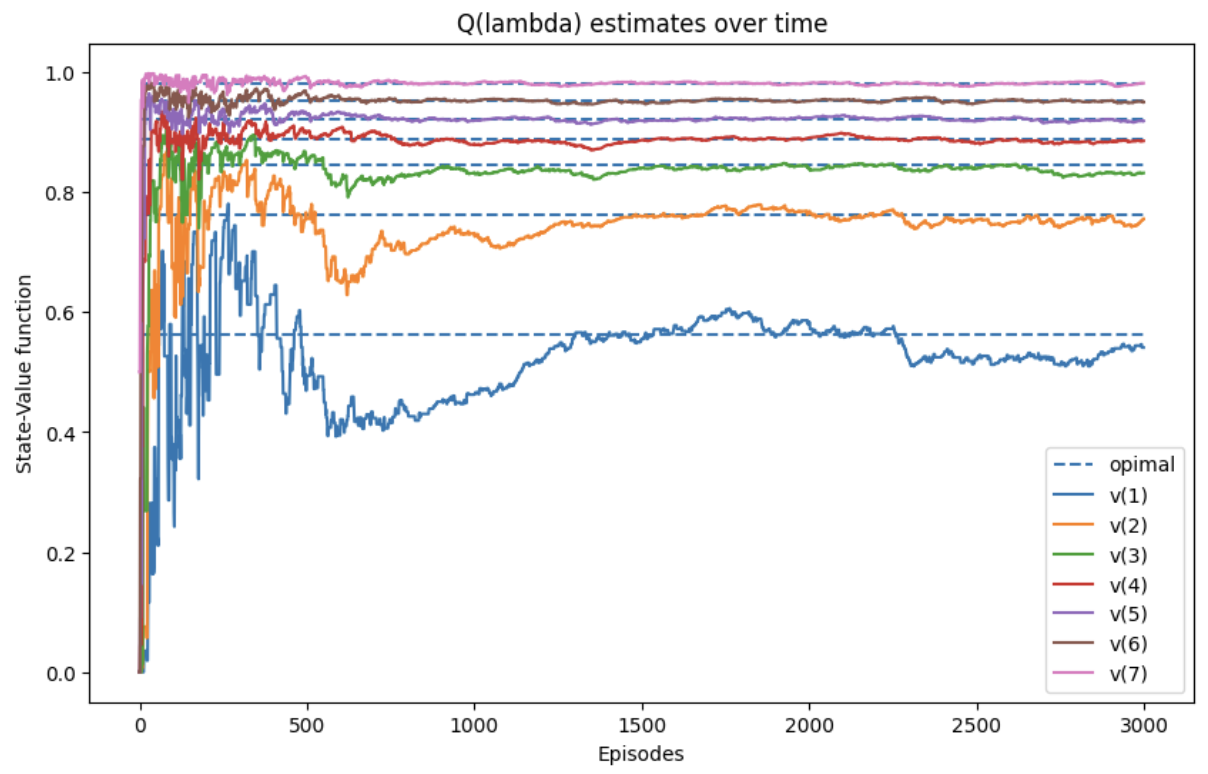 Q(lambda) estimates over time
State-Value function
1.0
0.8
0.6
0.4
0.2
0.0
opimal
v(1)
v(2)
v(3)
v(4)
v(5)
v(6)
v(7)
0 500 1000 1500 2000 2500 3000
Episodes